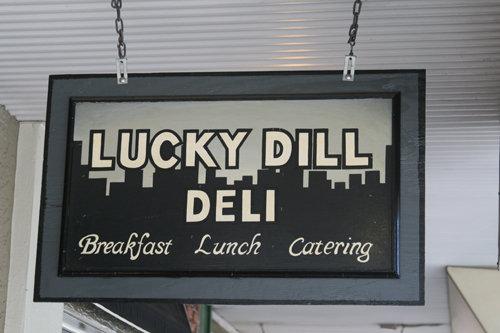 LUCKY DILL
DELI
Breakfast Lunch Catering